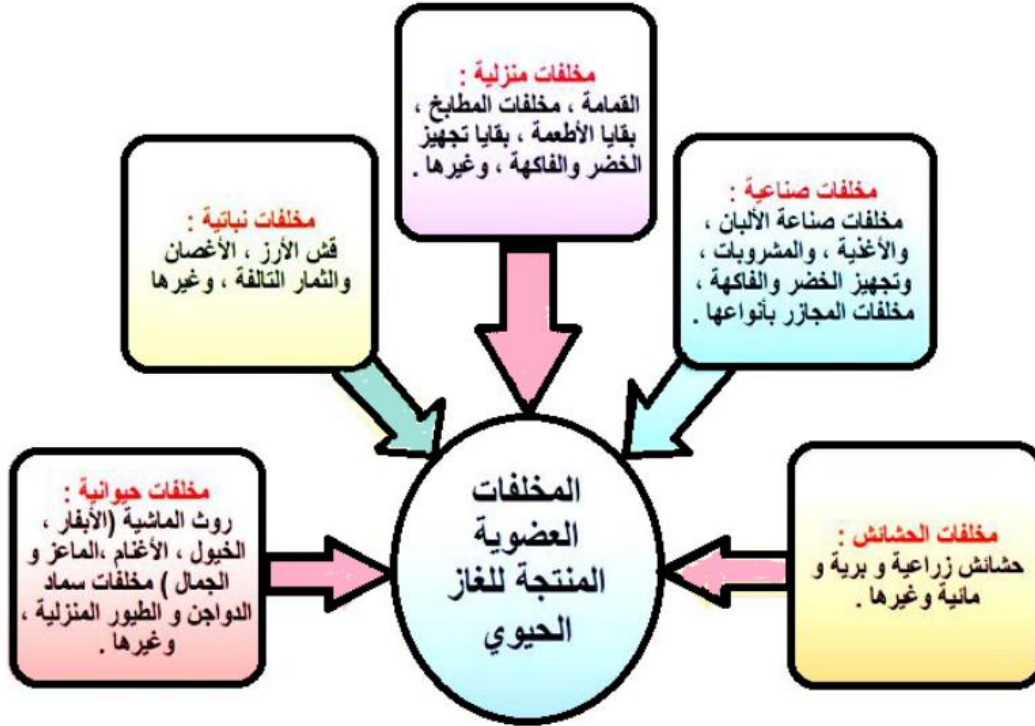 مخلفات منزلية :
القمامة ، مخلفات المطابخ ،
بقايا الأطعمة ، بقايا تجهيز
الخضر والفاكهة ، وغيرها .
مخلفات صناعية :
مخلفات صناعة الألبان ،
والأغذية ، والمشروبات ،
وتجهيز الخضر والفاكهة ،
مخلفات المجازر بأنواعها .
مخلفات نباتية :
قش الأرز ، الأغصان
والثمار التالفة ، وغيرها
مخلفات الحشائش :
حشائش زراعية و برية و
مائية وغيرها .
مخلفات حيوانية :
روث الماشية (الأبقار ،
الخيول ، الأغنام ،الماعز و
الجمال ) مخلفات سماد
الدواجن و الطيور المنزلية ،
وغيرها .
المخلفات
العضوية
المنتجة للغاز
الحيوي